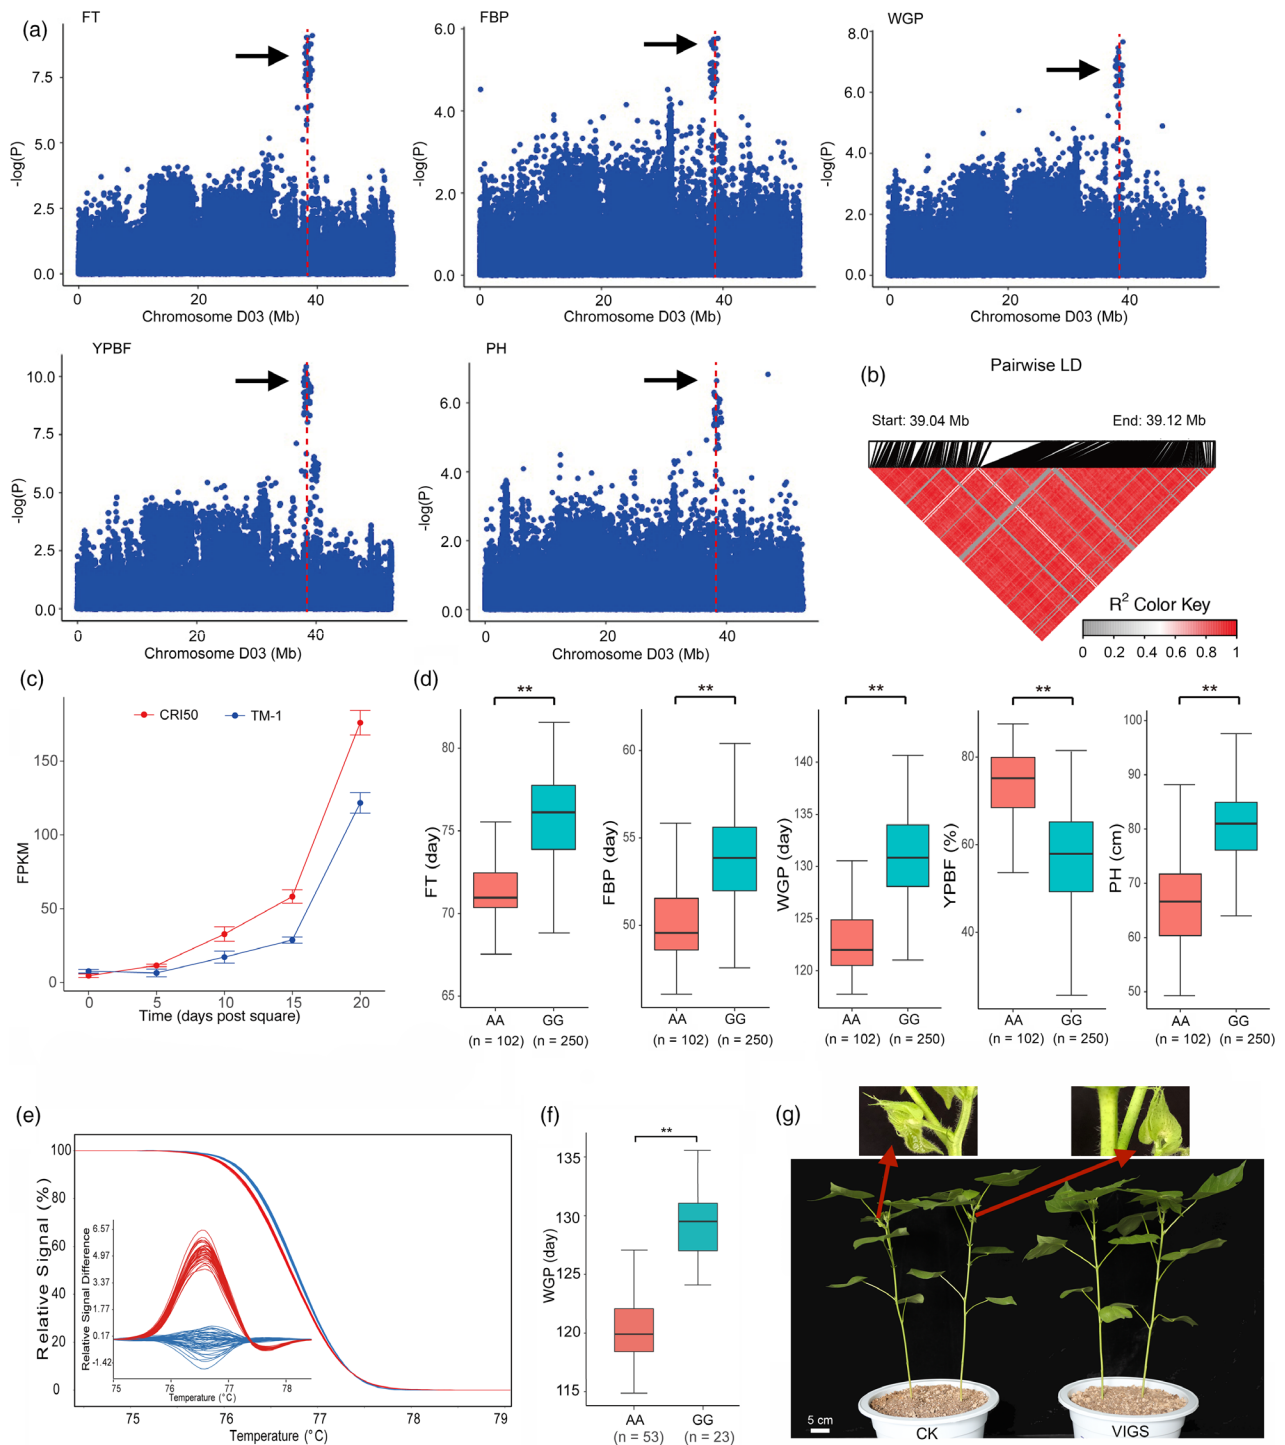 (a)
FT
-log(P)
7.5
5.0
2.5
0.0
0 20 40
Chromosome D03 (Mb)
FBP
-log(P)
6.0
4.0
2.0
0.0
0 20 40
Chromosome D03 (Mb)
WGP
-log(P)
8.0
6.0
4.0
2.0
0.0
0 20 40
Chromosome D03 (Mb)
YPBF
-log(P)
10.0
7.5
5.0
2.5
0.0
0 20 40
Chromosome D03 (Mb)
PH
-log(P)
6.0
4.0
2.0
0.0
0 20 40
Chromosome D03 (Mb)
(b)
Pairwise LD
Start: 39.04 Mb End: 39.12 Mb
R² Color Key
0 0.2 0.4 0.6 0.8 1
(c)
CRI50 TM-1
FPKM
150
100
50
0
0 5 10 15 20
Time (days post square)
(d)
**
FT (day)
80
75
70
65
AA GG
(n = 102) (n = 250)
**
FBP (day)
60
55
50
AA GG
(n = 102) (n = 250)
**
WGP (day)
140
135
130
125
120
AA GG
(n = 102) (n = 250)
**
YPBF (%)
80
60
40
AA GG
(n = 102) (n = 250)
**
PH (cm)
100
90
80
70
60
50
AA GG
(n = 102) (n = 250)
(e)
Relative Signal (%)
100
80
60
40
20
0
75 76 77 78 79
Temperature (°C)
Relative Signal Difference
6.57
4.97
3.37
1.77
0.17
-1.42
75 76 77 78
Temperature (°C)
(f)
**
WGP (day)
135
130
125
120
115
AA GG
(n = 53) (n = 23)
(g)
5 cm
CK
VIGS